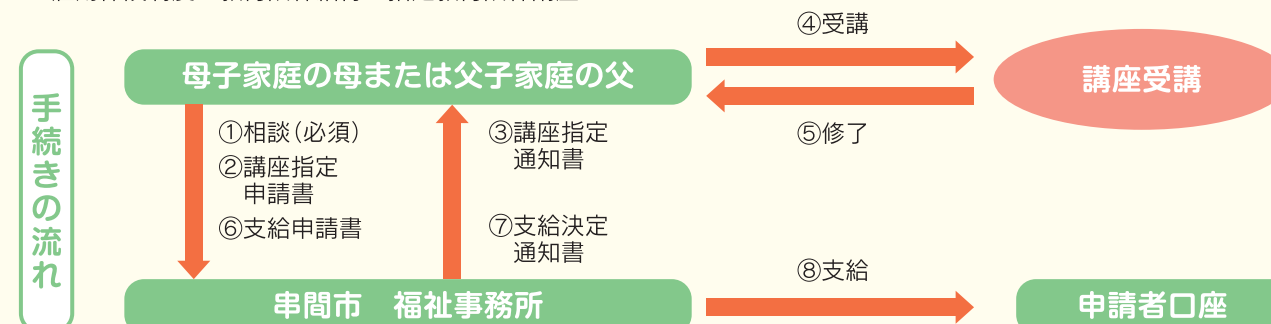 手続きの流れ
母子家庭の母または父子家庭の父
④受講
講座受講
⑤修了
①相談(必須)
②講座指定
申請書
⑥支給申請書
③講座指定
通知書
⑦支給決定
通知書
⑧支給
串間市　福祉事務所
申請者口座